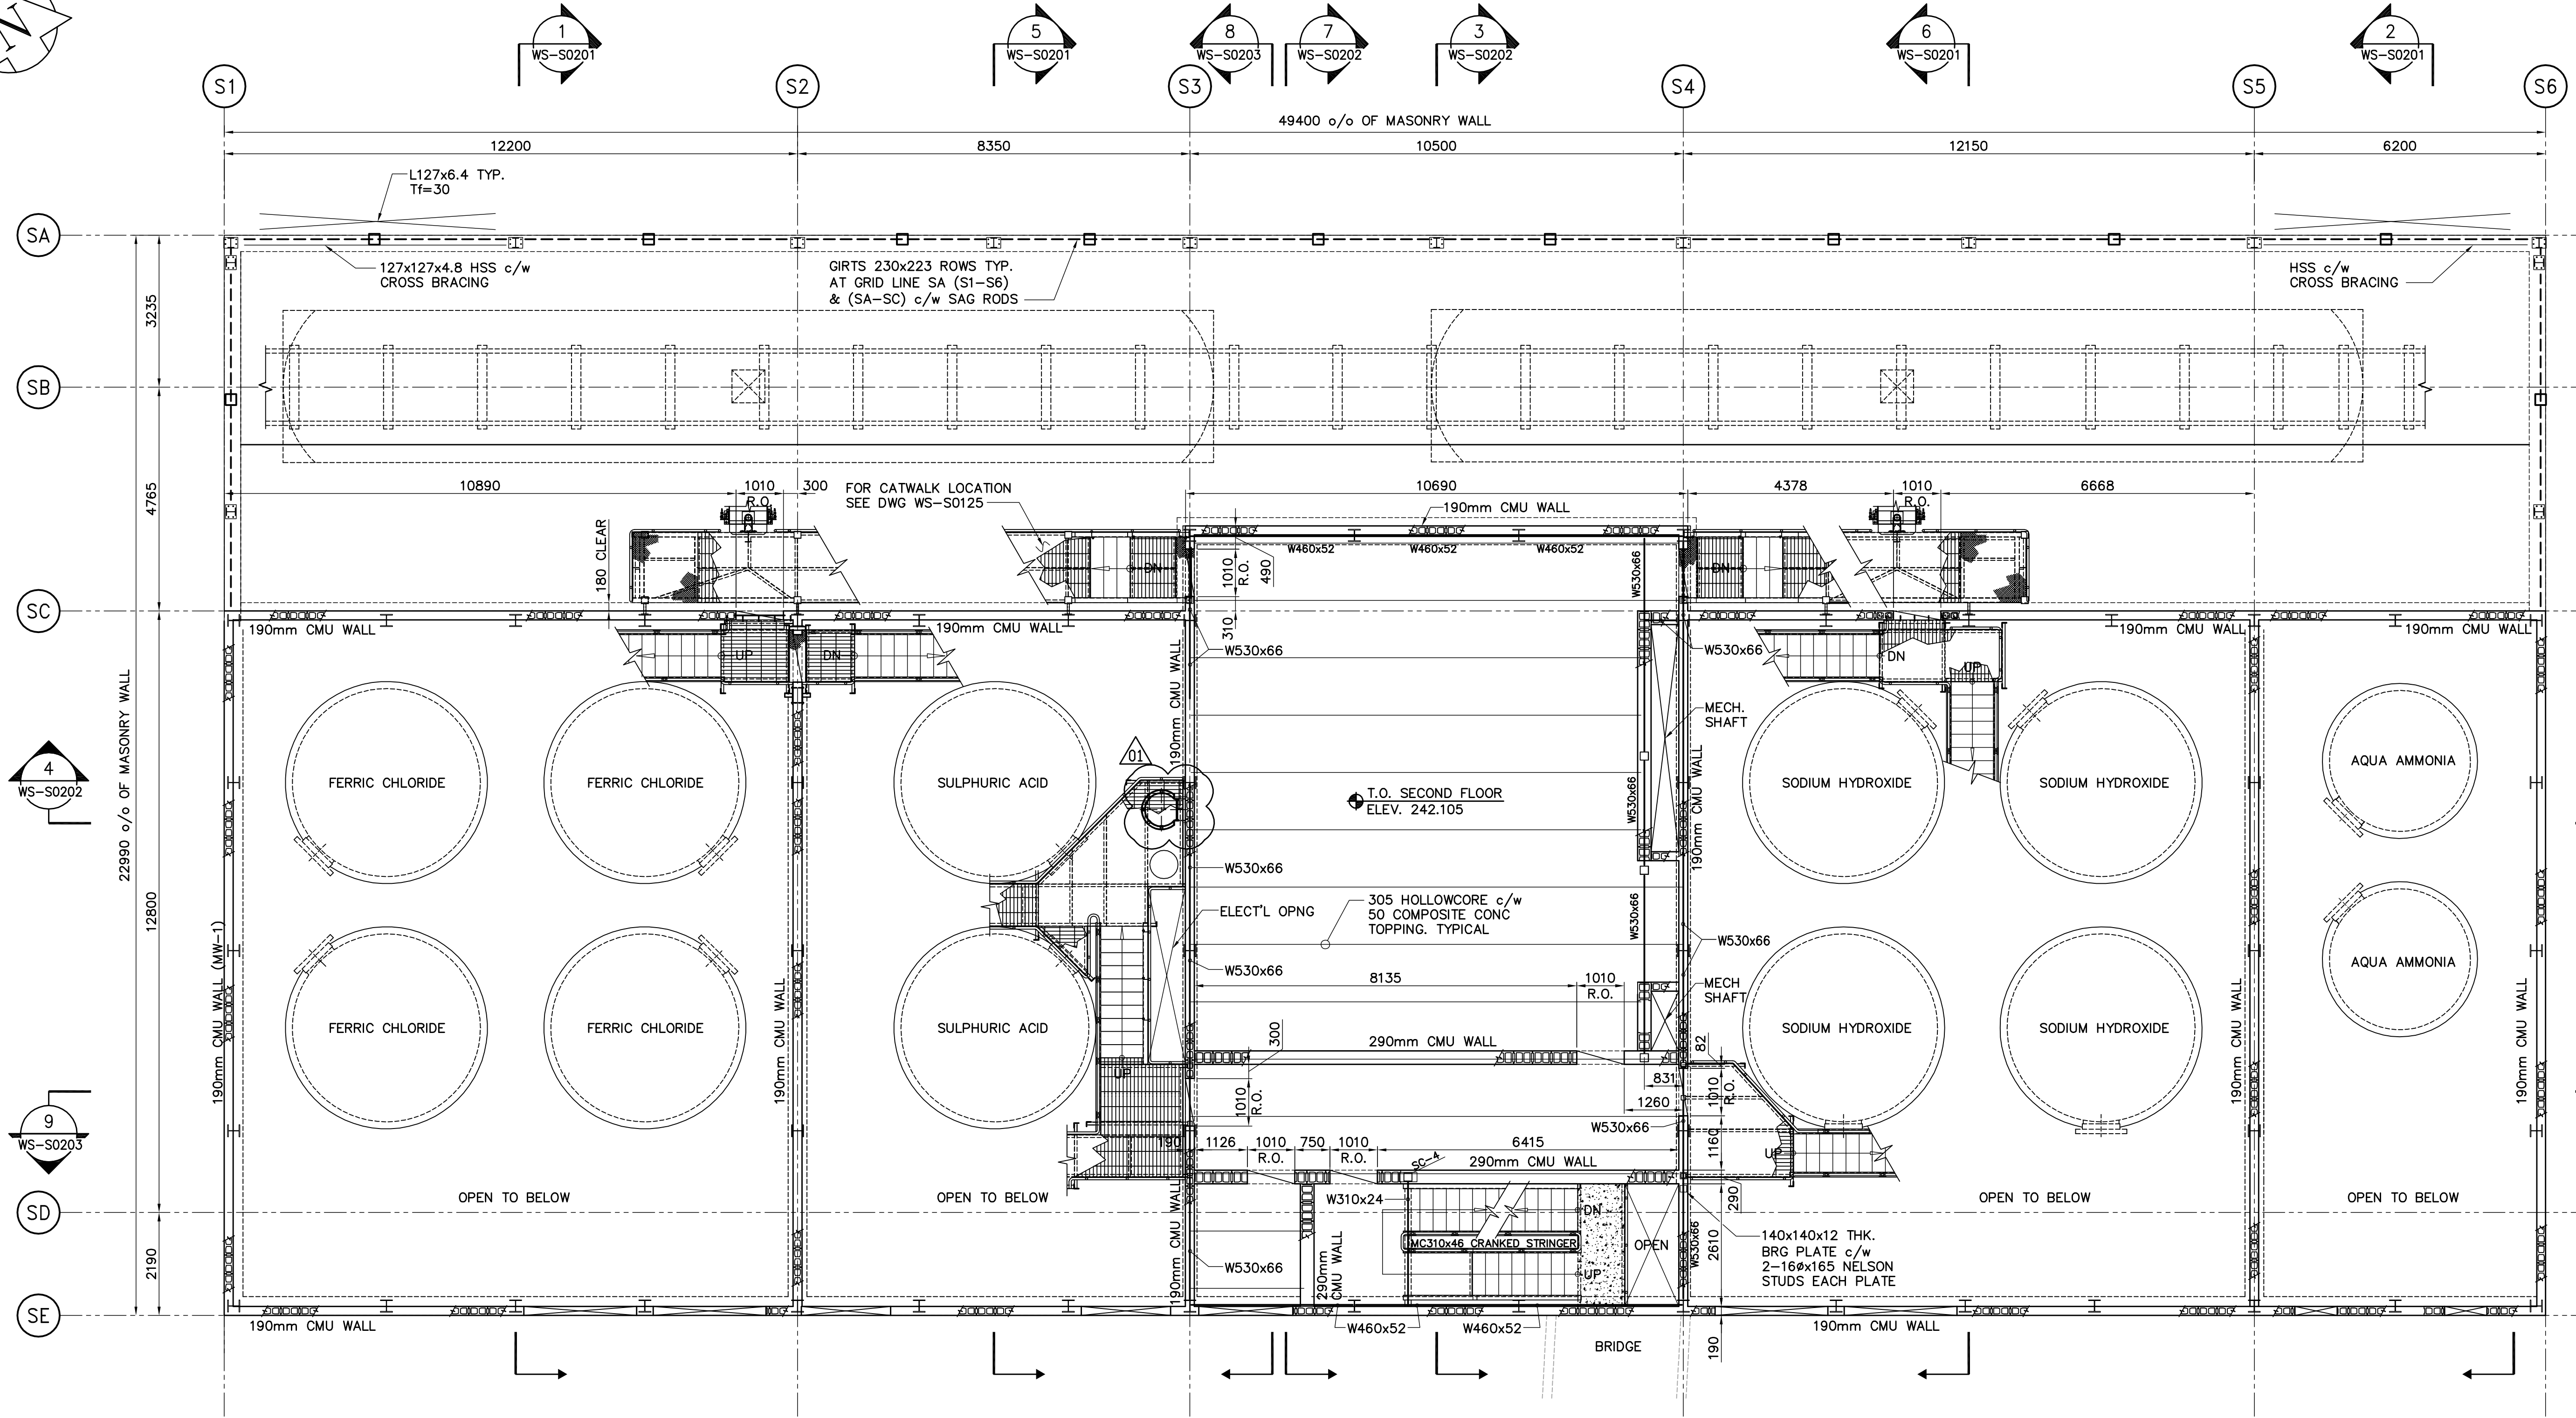 N
1
WS-S0201
5
WS-S0201
8
WS-S0203
7
WS-S0202
3
WS-S0202
6
WS-S0201
2
WS-S0201
S1
S2
S3
S4
S5
S6
49400 o/o OF MASONRY WALL
12200
8350
10500
12150
6200
L127x6.4 TYP.
Tf=30
SA
127x127x4.8 HSS c/w
CROSS BRACING
GIRTS 230x223 ROWS TYP.
AT GRID LINE SA (S1-S6)
& (SA-SC) c/w SAG RODS
HSS c/w
CROSS BRACING
3235
SB
4765
10890
1010
R.O.
300
FOR CATWALK LOCATION
SEE DWG WS-S0125
10690
190mm CMU WALL
4378
1010
R.O.
6668
180 CLEAR
W460x52
W460x52
W460x52
1010
R.O.
490
W530x66
DN
DN
SC
310
190mm CMU WALL
190mm CMU WALL
190mm CMU WALL
190mm CMU WALL
UP
DN
W530x66
W530x66
DN
UP
190mm CMU WALL
MECH.
SHAFT
22990 o/o OF MASONRY WALL
01
190mm CMU WALL
4
WS-S0202
FERRIC CHLORIDE
FERRIC CHLORIDE
SULPHURIC ACID
T.O. SECOND FLOOR
ELEV. 242.105
W530x66
SODIUM HYDROXIDE
SODIUM HYDROXIDE
AQUA AMMONIA
W530x66
12800
ELECT'L OPNG
305 HOLLOWCORE c/w
50 COMPOSITE CONC
TOPPING. TYPICAL
W530x66
W530x66
W530x66
AQUA AMMONIA
8135
1010
R.O.
MECH
SHAFT
190mm CMU WALL (MW-1)
190mm CMU WALL
190mm CMU WALL
190mm CMU WALL
FERRIC CHLORIDE
FERRIC CHLORIDE
SULPHURIC ACID
SODIUM HYDROXIDE
SODIUM HYDROXIDE
300
290mm CMU WALL
82
UP
831
1010
R.O.
1010
R.O.
1260
9
WS-S0203
W530x66
190
1126
1010
R.O.
750
1010
R.O.
6415
1160
SC-4
290mm CMU WALL
UP
OPEN TO BELOW
OPEN TO BELOW
OPEN TO BELOW
OPEN TO BELOW
W310x24
290
SD
DN
190mm CMU WALL
MC310x46 CRANKED STRINGER
OPEN
W530x66
2610
140x140x12 THK.
BRG PLATE c/w
2-16øx165 NELSON
STUDS EACH PLATE
2190
W530x66
290mm
CMU WALL
UP
SE
190mm CMU WALL
W460x52
W460x52
190mm CMU WALL
BRIDGE
190